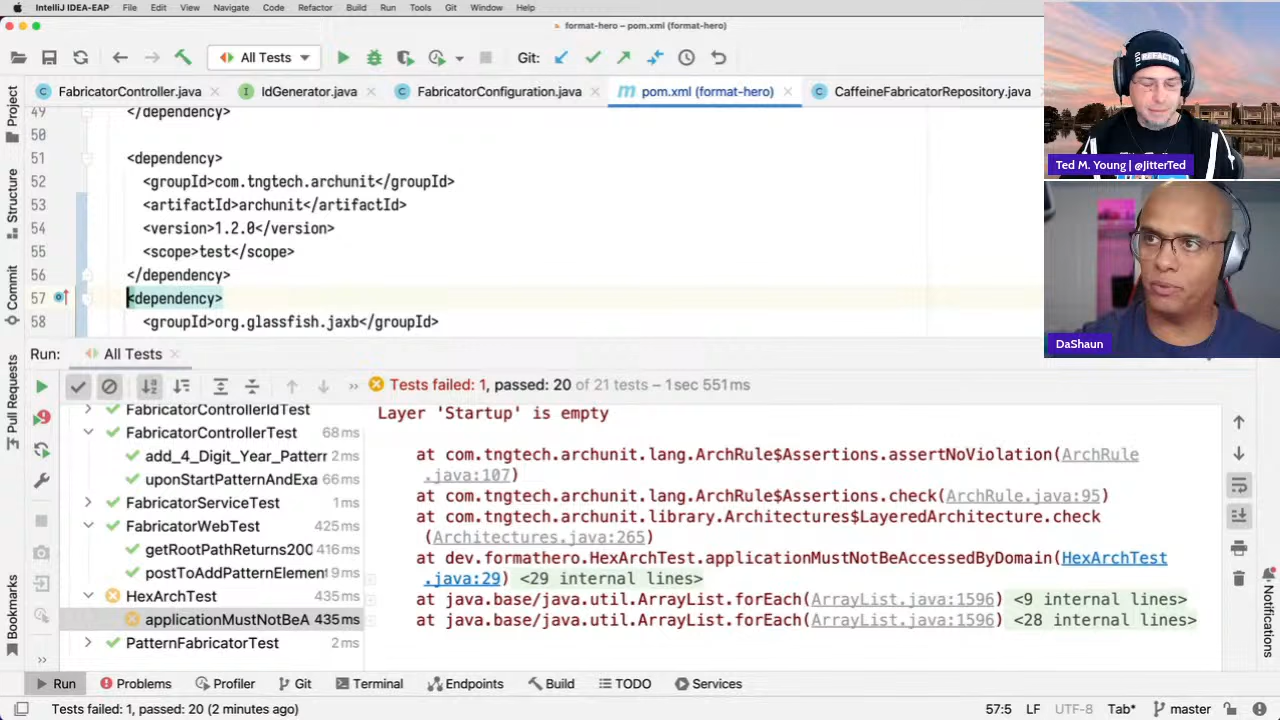 IntelliJ IDEA-EAP File Edit View Navigate Code Refactor Build Run Tools Git Window Help
format-hero – pom.xml (format-hero)
All Tests Git:
FabricatorController.java IdGenerator.java FabricatorConfiguration.java pom.xml (format-hero) CaffeineFabricatorRepository.java
Project
Structure
Commit
Pull Requests
Bookmarks
49 </dependency>
50
51 <dependency>
52 <groupId>com.tngtech.archunit</groupId>
53 <artifactId>archunit</artifactId>
54 <version>1.2.0</version>
55 <scope>test</scope>
56 </dependency>
57 <dependency>
58 <groupId>org.glassfish.jaxb</groupId>
Ted M. Young | @JitterTed
DaShaun
Run: All Tests
Tests failed: 1, passed: 20 of 21 tests – 1 sec 551 ms
FabricatorControllerIdTest
FabricatorControllerTest 68 ms
add_4_Digit_Year_Pattern 2 ms
uponStartPatternAndExa 66 ms
FabricatorServiceTest 1 ms
FabricatorWebTest 425 ms
getRootPathReturns200 416 ms
postToAddPatternElemen 9 ms
HexArchTest 435 ms
applicationMustNotBeA 435 ms
PatternFabricatorTest 2 ms
Layer 'Startup' is empty
at com.tngtech.archunit.lang.ArchRule$Assertions.assertNoViolation(ArchRule
.java:107)
at com.tngtech.archunit.lang.ArchRule$Assertions.check(ArchRule.java:95)
at com.tngtech.archunit.library.Architectures$LayeredArchitecture.check
(Architectures.java:265)
at dev.formathero.HexArchTest.applicationMustNotBeAccessedByDomain(HexArchTest
.java:29) <29 internal lines>
at java.base/java.util.ArrayList.forEach(ArrayList.java:1596) <9 internal lines>
at java.base/java.util.ArrayList.forEach(ArrayList.java:1596) <28 internal lines>
Notifications
Run Problems Profiler Git Terminal Endpoints Build TODO Services
Tests failed: 1, passed: 20 (2 minutes ago) 57:5 LF UTF-8 Tab* master